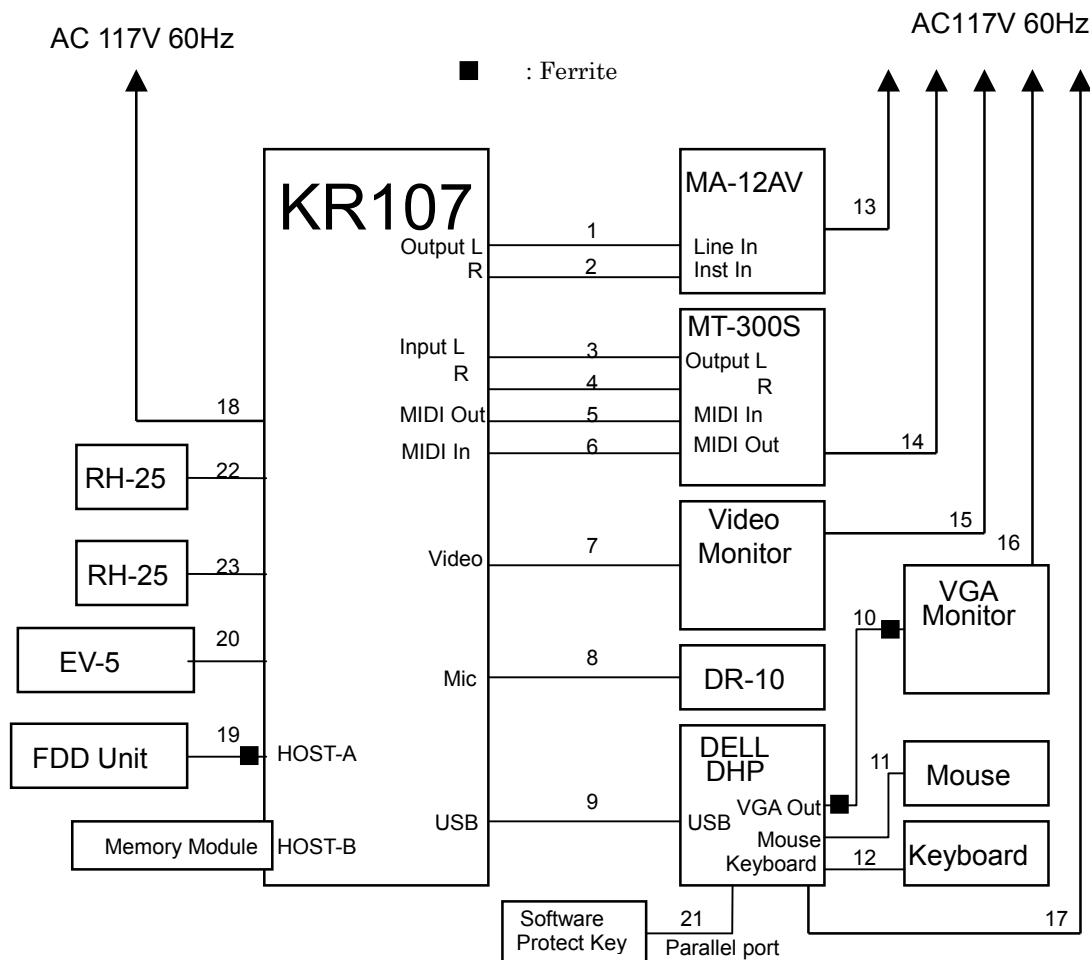 AC 117V 60Hz
AC117V 60Hz
: Ferrite
KR107
MA-12AV
13
Output L
1
Line In
R
2
Inst In
MT-300S
Input L
3
Output L
R
4
R
18
MIDI Out
5
MIDI In
MIDI In
6
MIDI Out
14
RH-25
22
Video
Monitor
15
16
Video
7
RH-25
23
VGA
Monitor
10
EV-5
20
Mic
8
DR-10
FDD Unit
19
HOST-A
DELL
DHP
11
Mouse
VGA Out
USB
9
USB
Mouse
Memory Module
HOST-B
Keyboard
12
Keyboard
Software
Protect Key
21
Parallel port
17